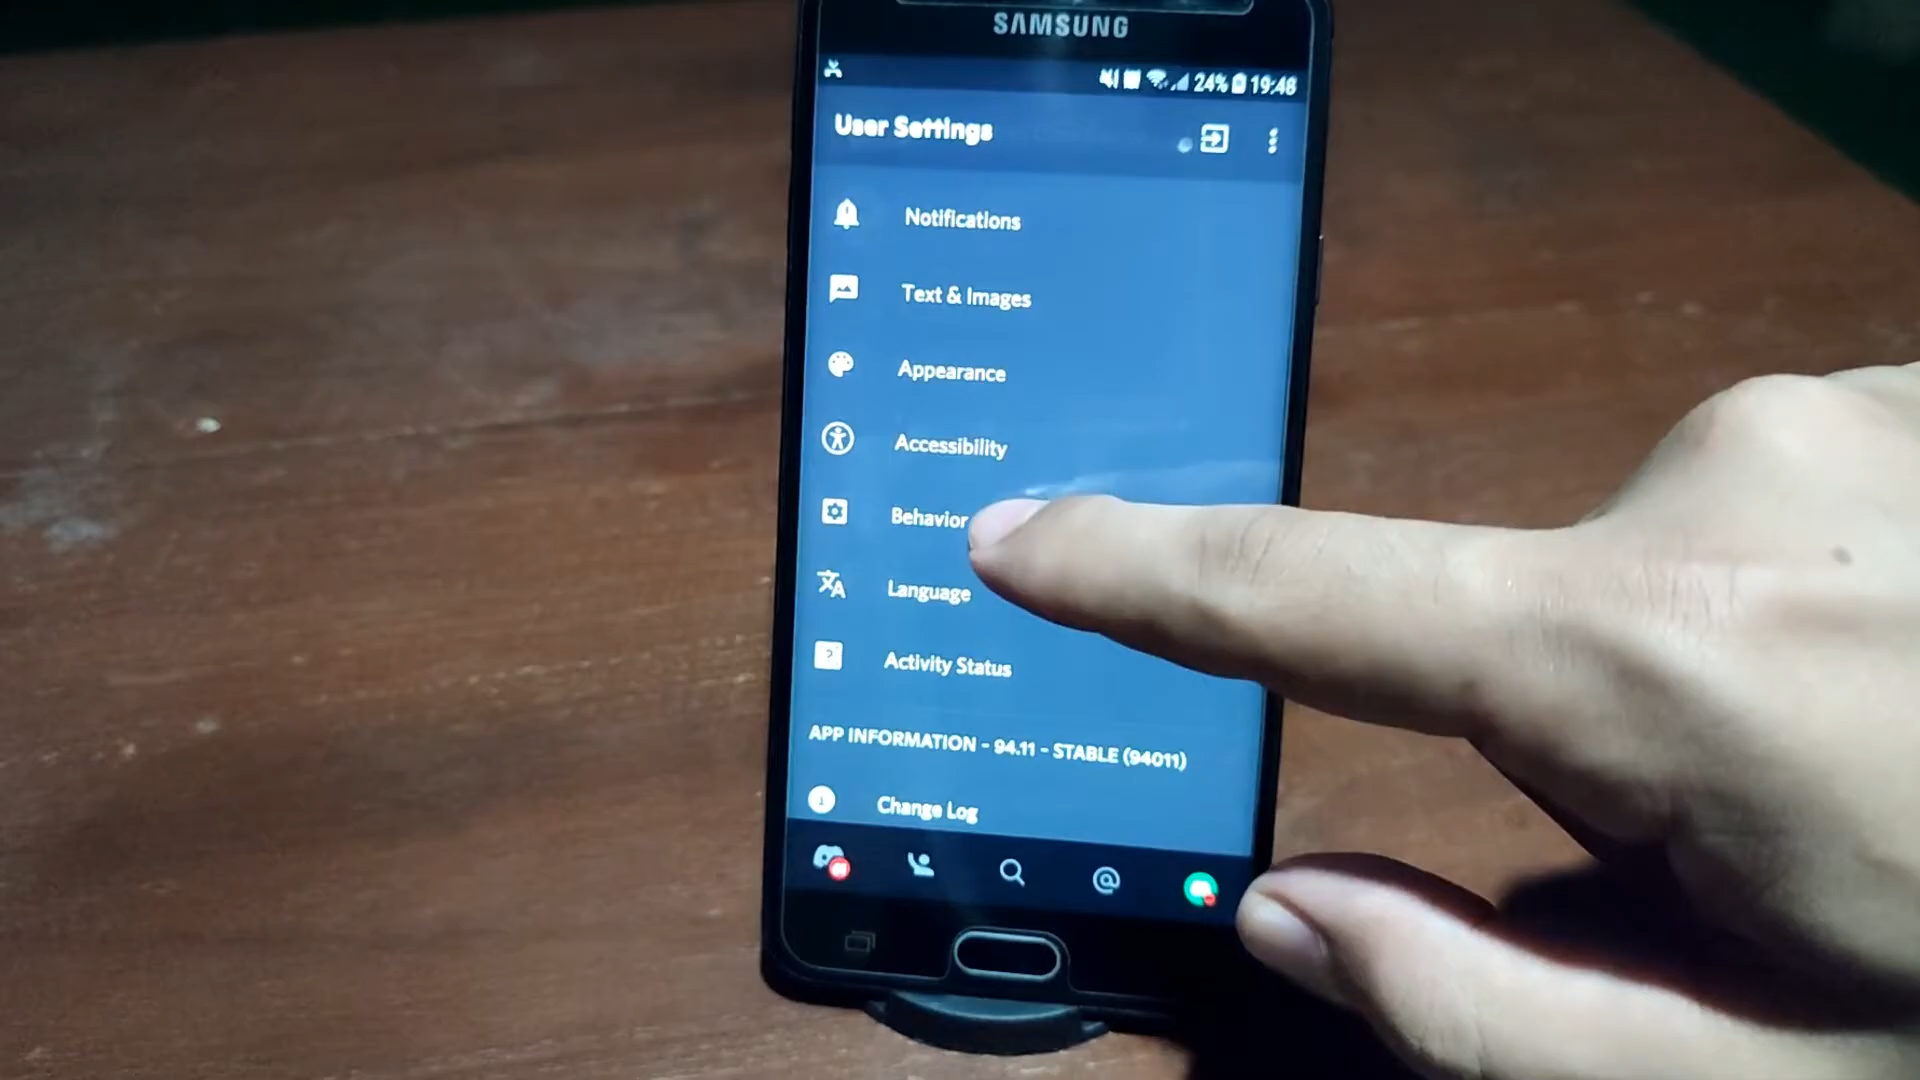 SAMSUNG
24% 19:48
User Settings
Notifications
Text & Images
Appearance
Accessibility
Behavior
Language
Activity Status
APP INFORMATION - 94.11 - STABLE (94011)
Change Log